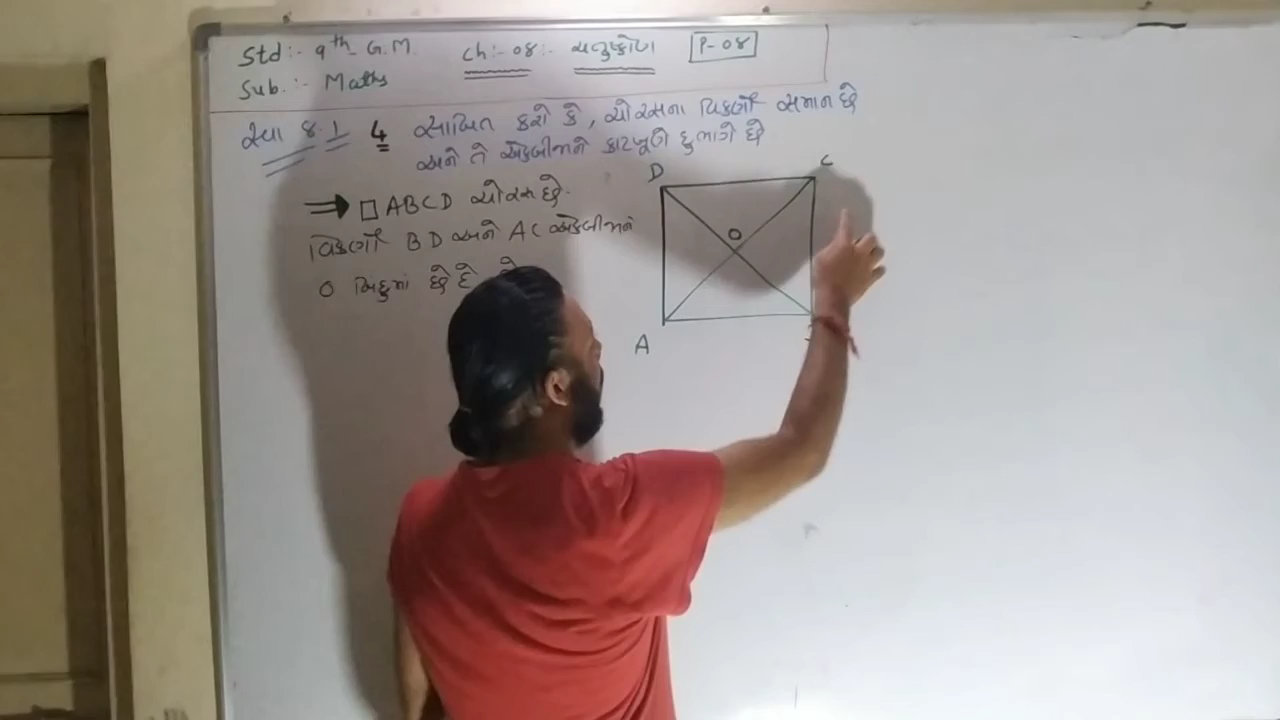 Std :- 9th G.M. ch :- 08 :- ચતુષ્કોણ P-08
Sub. :- Maths
સ્વા 8.1 4 સાબિત કરો કે, ચોરસના વિકર્ણો સમાન છે
અને તે એકબીજાને કાટખૂણે દુભાગે છે
⇒ □ ABCD ચોરસ છે.
વિકર્ણો BD અને AC એકબીજાને
O બિંદુમાં છેદે
D C
O
A